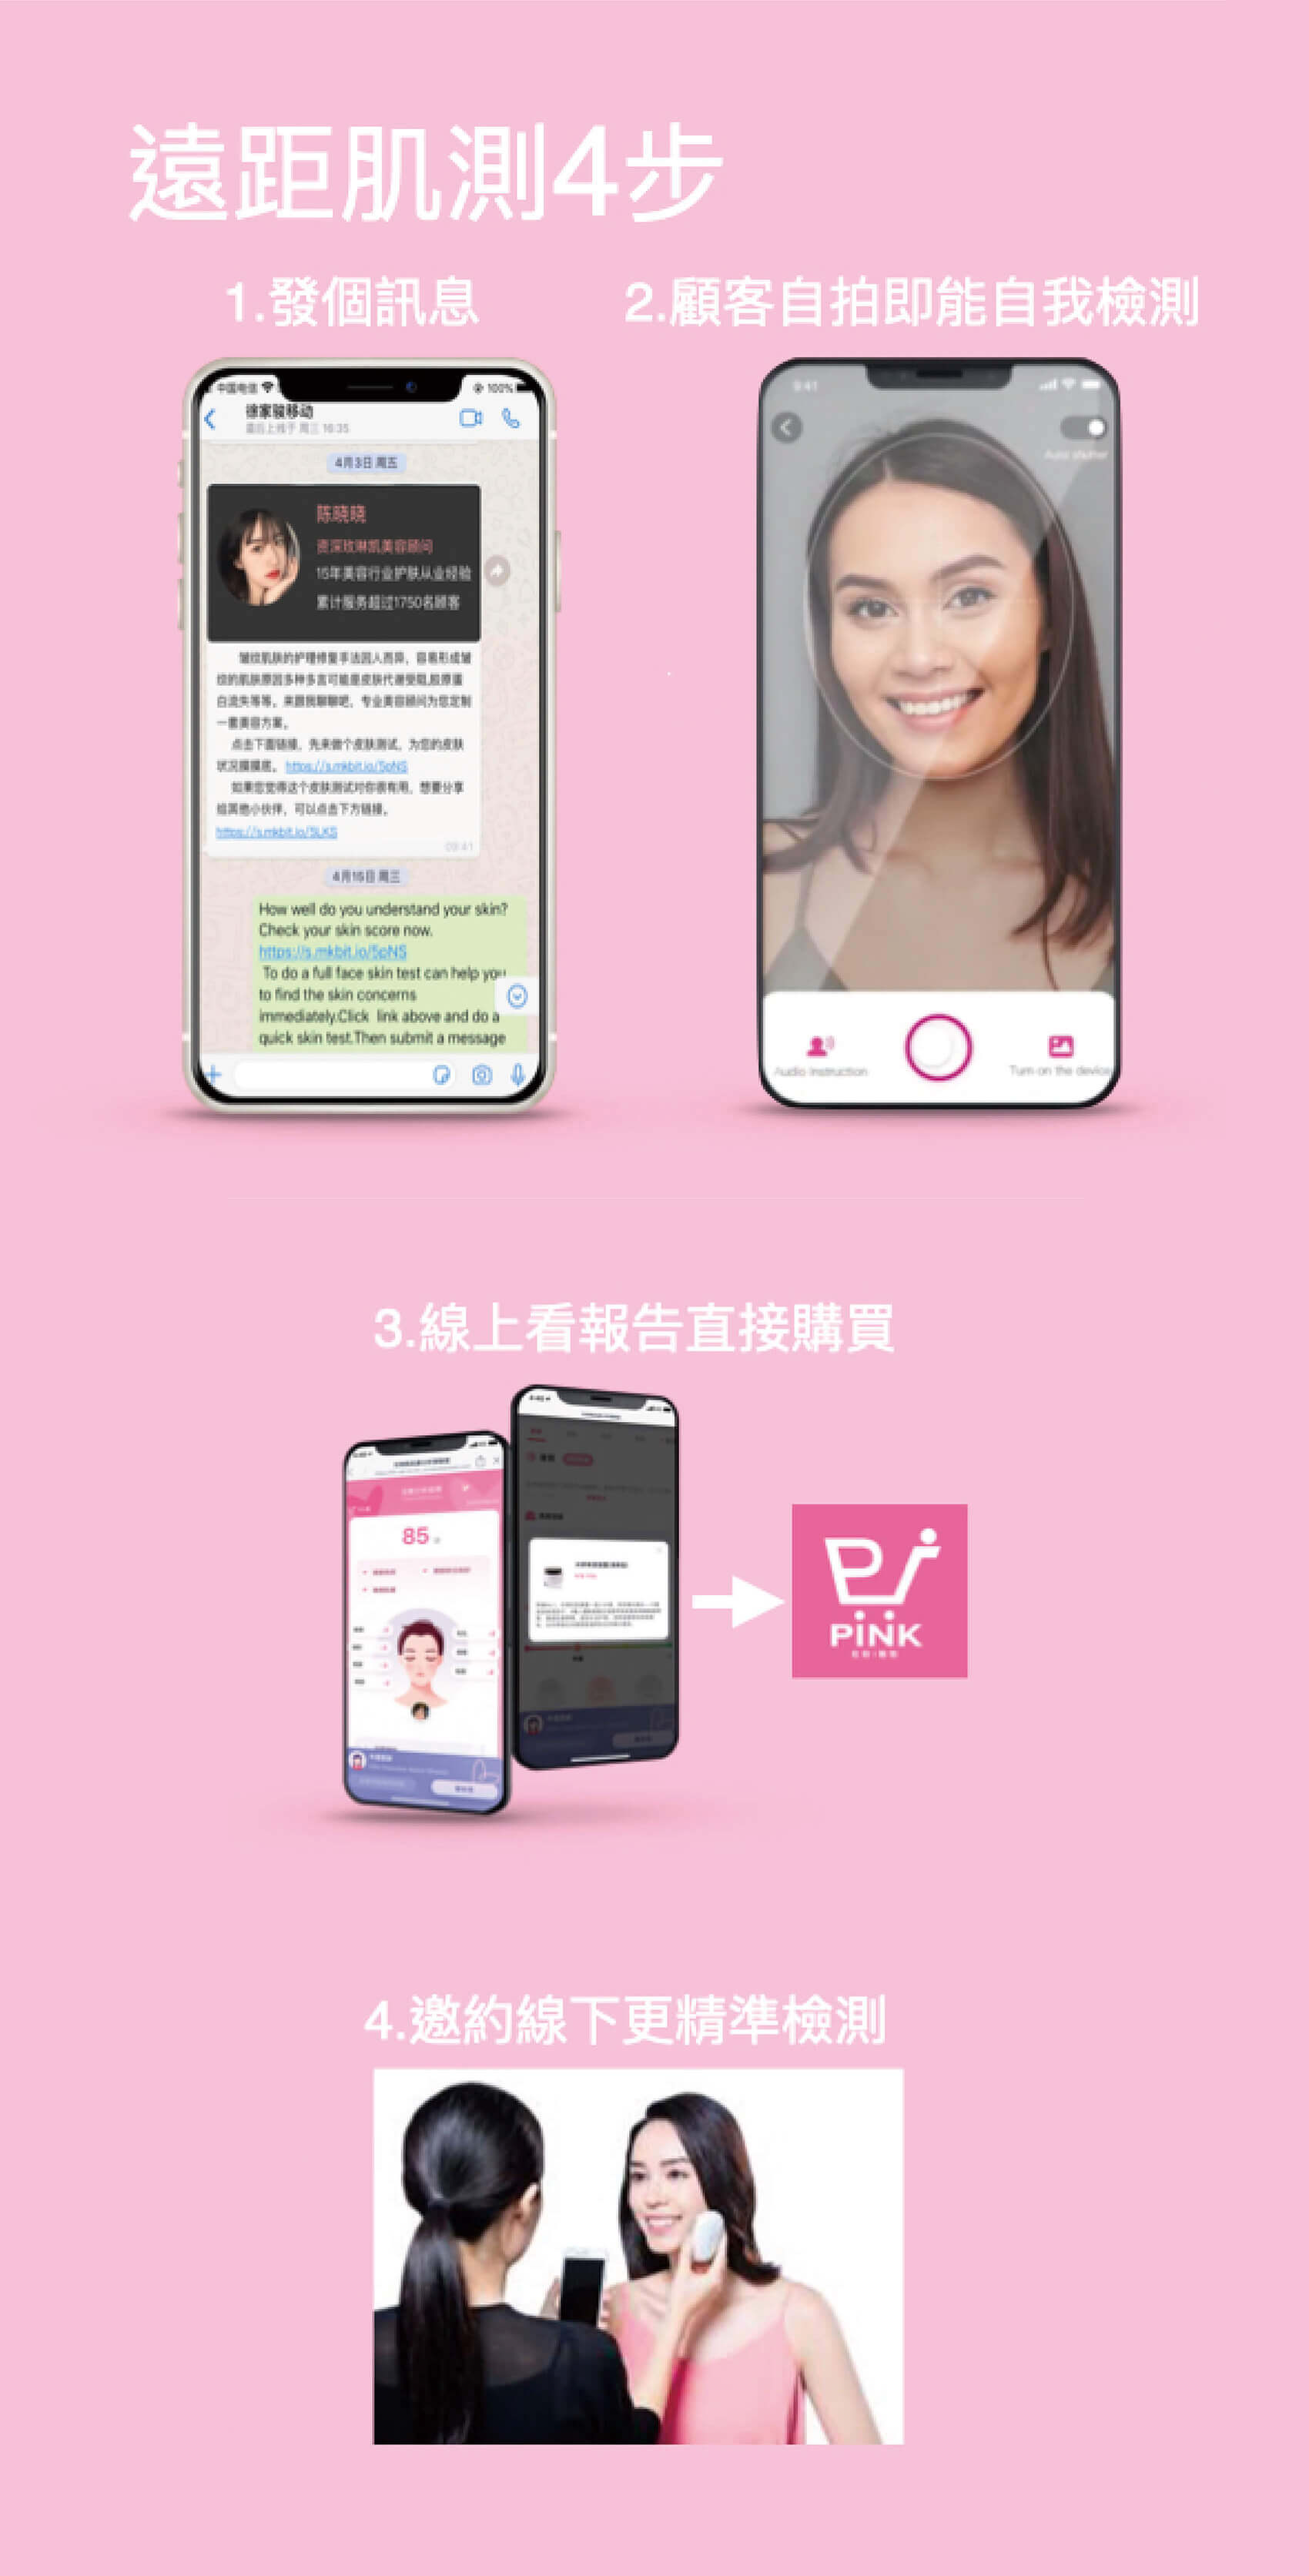 遠距肌測4步
1.發個訊息
2.顧客自拍即能自我檢測
中国电信
100%
徐家骏移动
最后上线于 周三 16:35
4月3日 周五
陈晓晓
资深玫琳凯美容顾问
15年美容行业护肤从业经验
累计服务超过1750名顾客
皱纹肌肤的护理修复手法因人而异，容易形成皱
纹的肌肤原因多种多言可能是皮肤代谢受阻,胶原蛋
白流失等等。来跟我聊聊吧，专业美容顾问为您定制
一套美容方案。
点击下面链接，先来做个皮肤测试，为您的皮肤
状况摸摸底。https://s.mkbit.io/5pNS
如果您觉得这个皮肤测试对你很有用，想要分享
给其他小伙伴，可以点击下方链接。
https://s.mkbit.io/5LKS
09:41
4月15日 周三
How well do you understand your skin?
Check your skin score now.
https://s.mkbit.io/5pNS
To do a full face skin test can help you
to find the skin concerns
immediately.Click link above and do a
quick skin test.Then submit a message
9:41
Auto shutter
Audio instruction
Turn on the device
3.線上看報告直接購買
85
PiNK
4.邀約線下更精準檢測